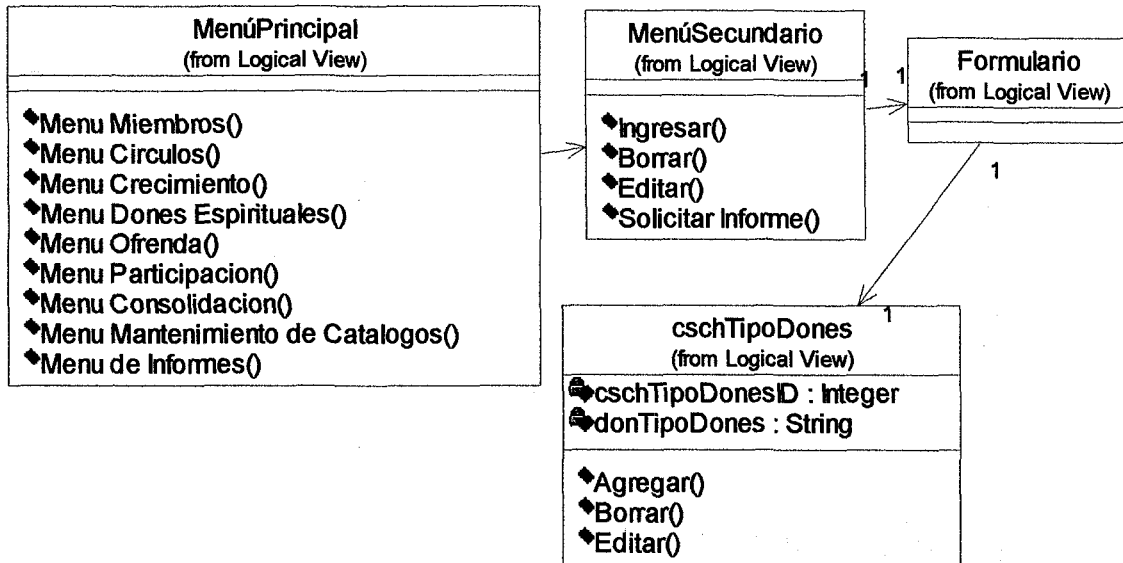 MenúPrincipal
(from Logical View)
Menu Miembros()
Menu Circulos()
Menu Crecimiento()
Menu Dones Espirituales()
Menu Ofrenda()
Menu Participacion()
Menu Consolidacion()
Menu Mantenimiento de Catalogos()
Menu de Informes()
MenúSecundario
(from Logical View)
Ingresar()
Borrar()
Editar()
Solicitar Informe()
1
1
Formulario
(from Logical View)
1
1
cschTipoDones
(from Logical View)
cschTipoDonesID : Integer
donTipoDones : String
Agregar()
Borrar()
Editar()